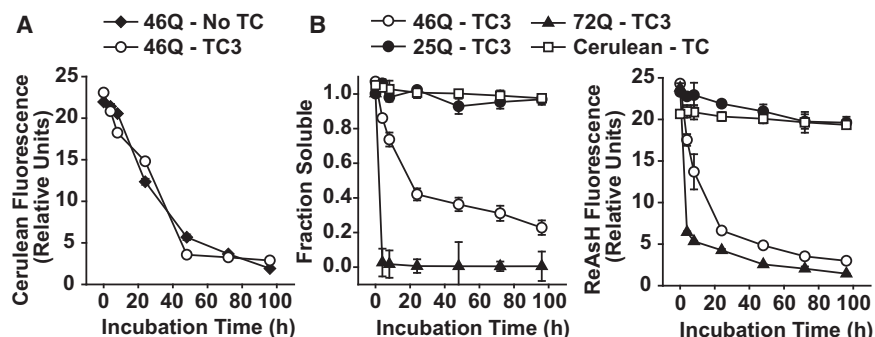 A
46Q - No TC
46Q - TC3
Cerulean Fluorescence
(Relative Units)
25
20
15
10
5
0
0 20 40 60 80 100
Incubation Time (h)
B
46Q - TC3
25Q - TC3
72Q - TC3
Cerulean - TC
Fraction Soluble
1.0
0.8
0.6
0.4
0.2
0.0
0 20 40 60 80 100
Incubation Time (h)
ReAsH Fluorescence
(Relative Units)
25
20
15
10
5
0
0 20 40 60 80 100
Incubation Time (h)